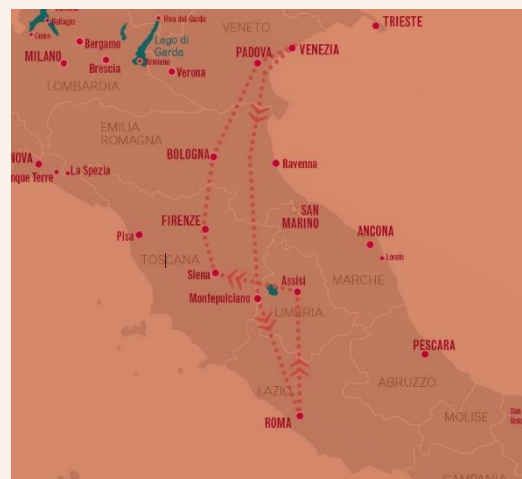 Bellagio
Riva del Garda
VENETO
TRIESTE
Como
Bergamo
Lago di
Garda
PADOVA
VENEZIA
MILANO
Brescia
Sirmione
Verona
LOMBARDIA
EMILIA
ROMAGNA
BOLOGNA
Ravenna
NOVA
nque Terre
La Spezia
FIRENZE
SAN
MARINO
Pisa
ANCONA
TOSCANA
Loreto
Siena
Assisi
MARCHE
Montepulciano
UMBRIA
PESCARA
LAZIO
ABRUZZO
ROMA
MOLISE
San
CAMPANIA